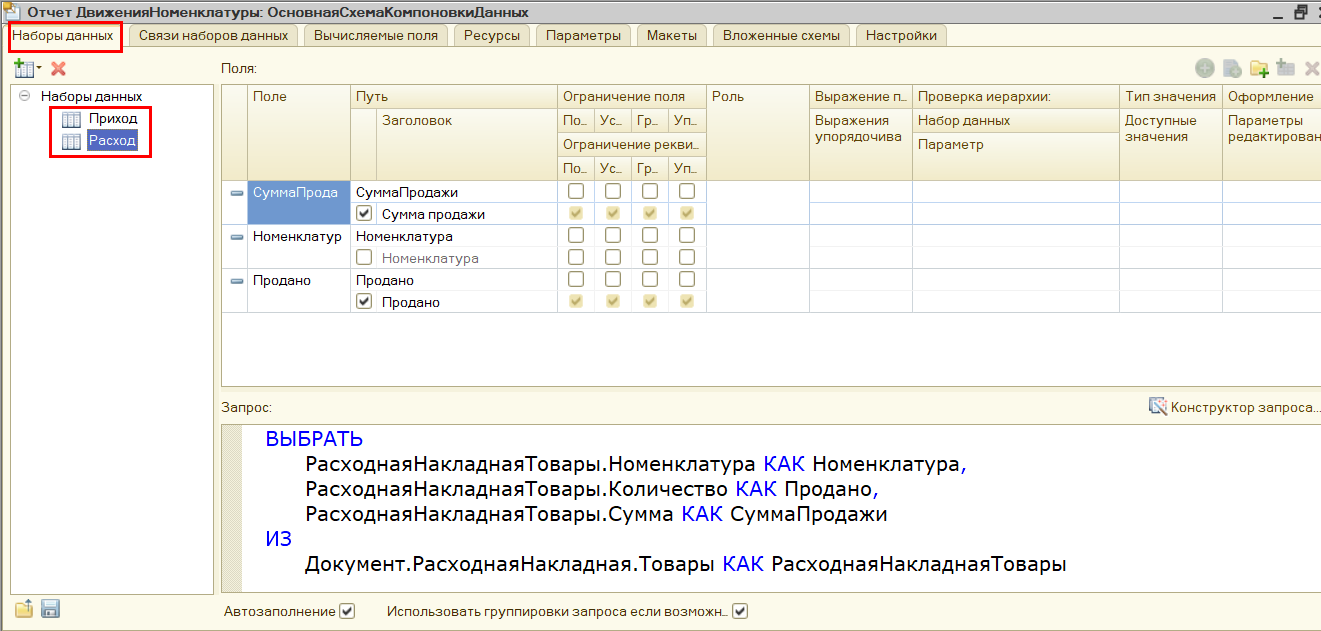 Отчет ДвиженияНоменклатуры: ОсновнаяСхемаКомпоновкиДанных
Наборы данных Связи наборов данных Вычисляемые поля Ресурсы Параметры Макеты Вложенные схемы Настройки
Поля:
Наборы данных
Приход
Расход
Поле Путь Ограничение поля Роль Выражение п... Проверка иерархии: Тип значения Оформление
Заголовок По... Ус... Гр... Уп... Выражения упорядочива Набор данных Доступные значения Параметры редактирован
Ограничение рекви... Параметр
По... Ус... Гр... Уп...
СуммаПрода СуммаПродажи
Сумма продажи
Номенклатур Номенклатура
Номенклатура
Продано Продано
Продано
Запрос: Конструктор запроса...
ВЫБРАТЬ
РасходнаяНакладнаяТовары.Номенклатура КАК Номенклатура,
РасходнаяНакладнаяТовары.Количество КАК Продано,
РасходнаяНакладнаяТовары.Сумма КАК СуммаПродажи
ИЗ
Документ.РасходнаяНакладная.Товары КАК РасходнаяНакладнаяТовары
Автозаполнение Использовать группировки запроса если возможн...